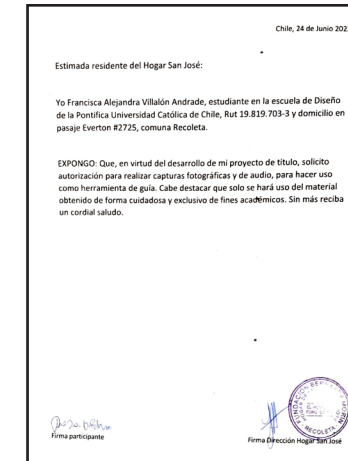 Chile, 24 de Junio 202
Estimada residente del Hogar San José:
Yo Francisca Alejandra Villalón Andrade, estudiante en la escuela de Diseño
de la Pontifica Universidad Católica de Chile, Rut 19.819.703-3 y domicilio en
pasaje Everton #2725, comuna Recoleta.
EXPONGO: Que, en virtud del desarrollo de mi proyecto de título, solicito
autorización para realizar capturas fotográficas y de audio, para hacer uso
como herramienta de guía. Cabe destacar que solo se hará uso del material
obtenido de forma cuidadosa y exclusivo de fines académicos. Sin más reciba
un cordial saludo.
Firma participante
Firma Dirección Hogar San José
FUNDACION
RECOLETA